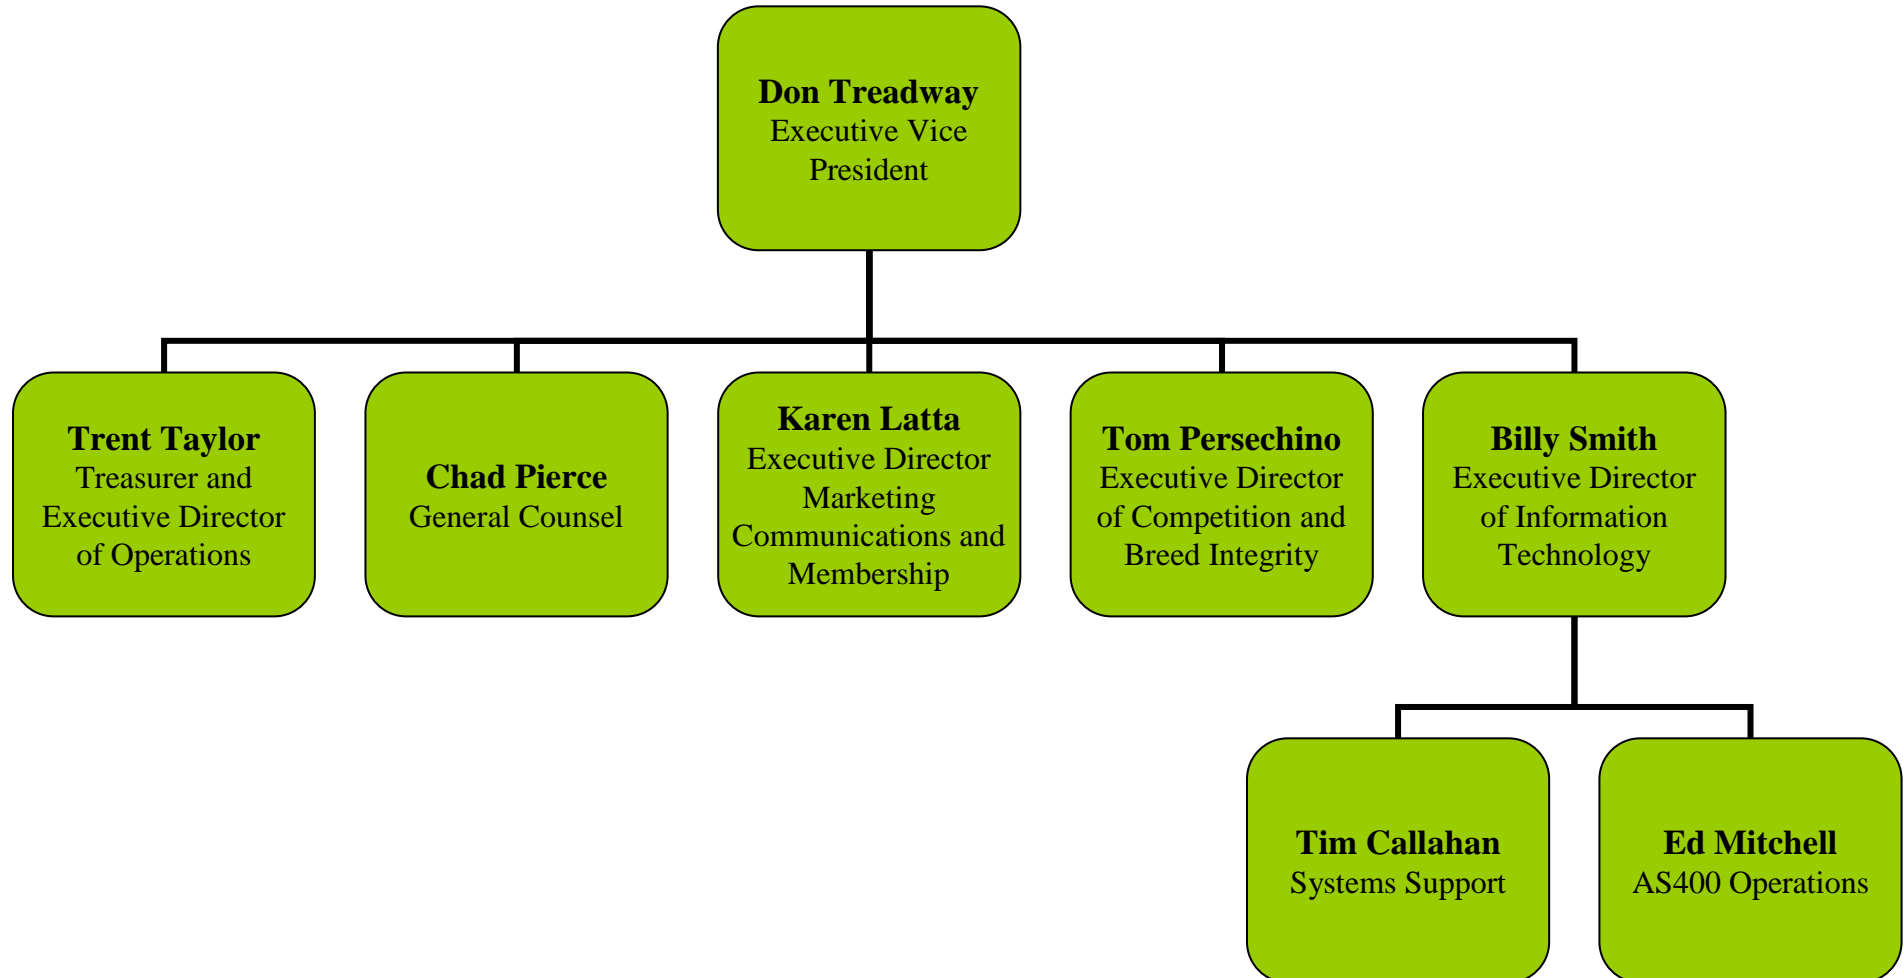 Don Treadway
Executive Vice
President
Trent Taylor
Treasurer and
Executive Director
of Operations
Chad Pierce
General Counsel
Karen Latta
Executive Director
Marketing
Communications and
Membership
Tom Persechino
Executive Director
of Competition and
Breed Integrity
Billy Smith
Executive Director
of Information
Technology
Tim Callahan
Systems Support
Ed Mitchell
AS400 Operations